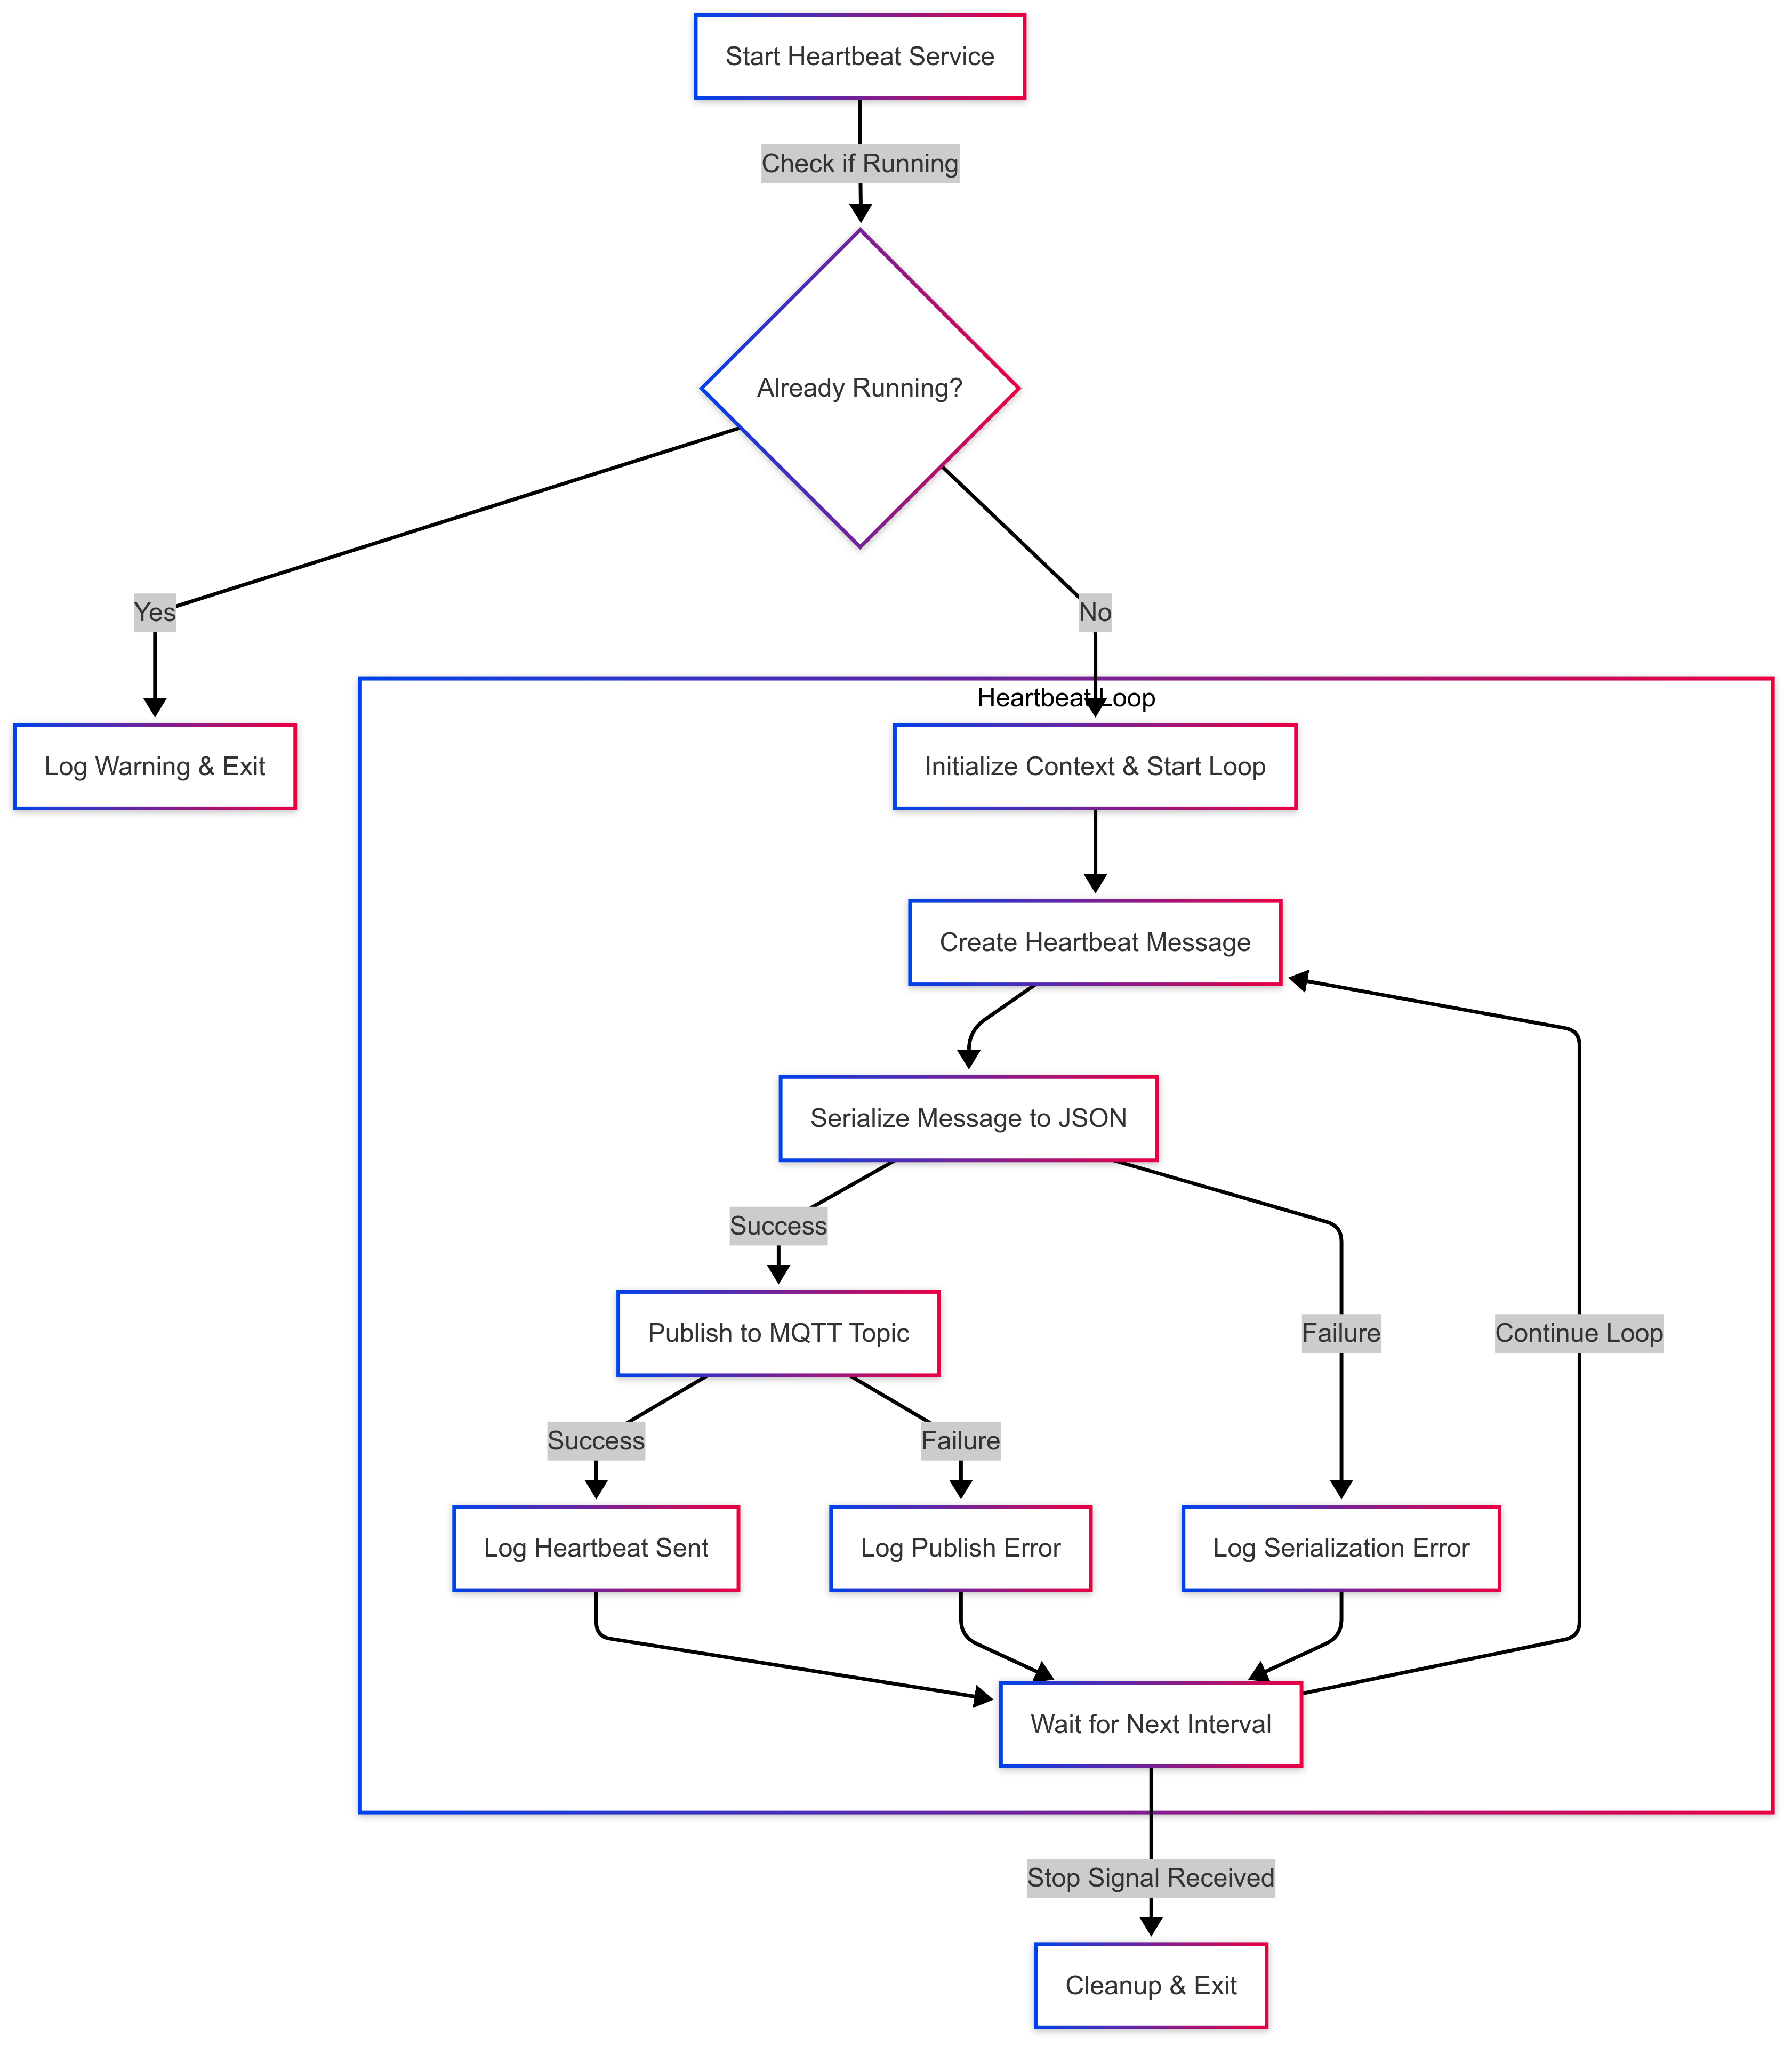 Start Heartbeat Service
Check if Running
Already Running?
Yes
No
Heartbeat Loop
Log Warning & Exit
Initialize Context & Start Loop
Create Heartbeat Message
Serialize Message to JSON
Success
Publish to MQTT Topic
Failure
Continue Loop
Success
Failure
Log Heartbeat Sent
Log Publish Error
Log Serialization Error
Wait for Next Interval
Stop Signal Received
Cleanup & Exit